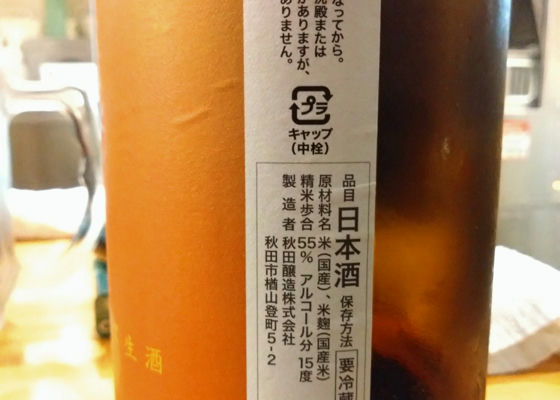 なってから。
洗殿または
がありますが、
ありません。
プラ
キャップ
(中栓)
品目 日本酒 保存方法 要冷蔵
原材料名 米(国産)、米麹(国産米)
精米歩合 55% アルコール分 15度
製造者 秋田醸造株式会社
秋田市楢山登町5-2
生酒